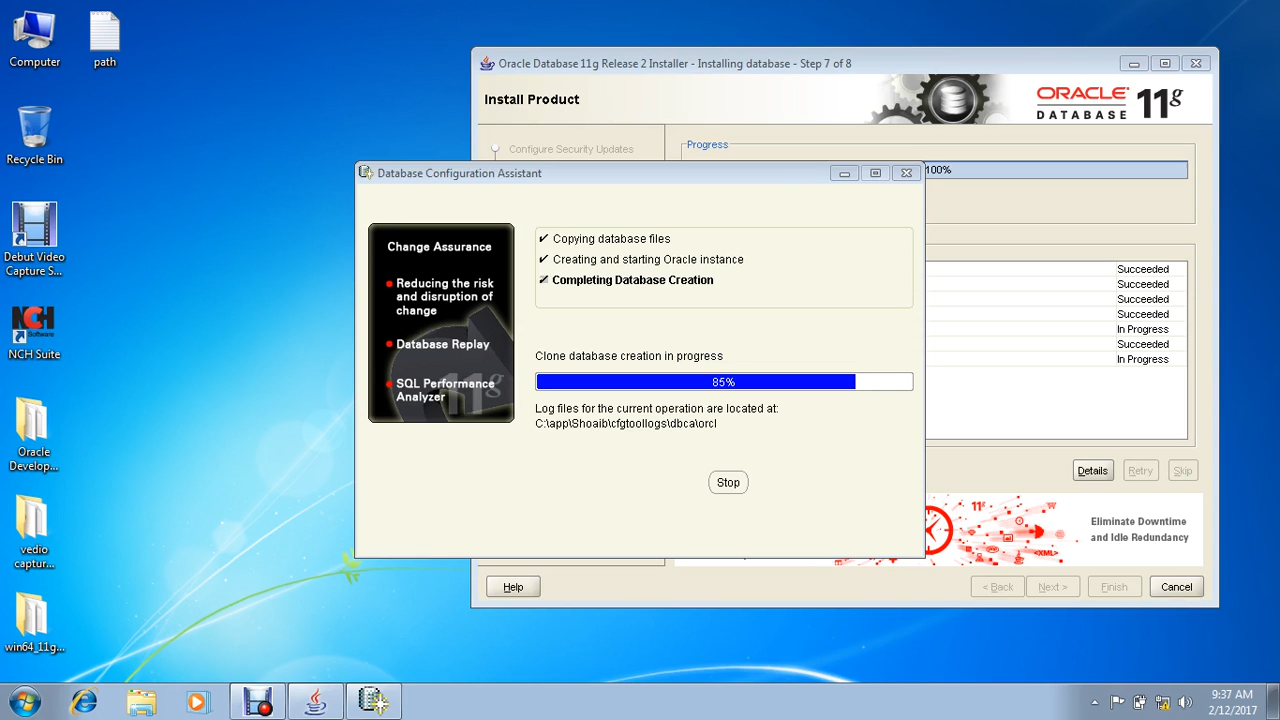 Computer
path
Recycle Bin
Debut Video
Capture S...
NCH
Software
NCH Suite
Oracle
Develop...
vedio
captur...
win64_11g...
Oracle Database 11g Release 2 Installer - Installing database - Step 7 of 8
Install Product
ORACLE
DATABASE
11g
Configure Security Updates
Progress
100%
Database Configuration Assistant
Change Assurance
Reducing the risk
and disruption of
change
Database Replay
SQL Performance
Analyzer
11g
Copying database files
Creating and starting Oracle instance
Completing Database Creation
Clone database creation in progress
85%
Log files for the current operation are located at:
C:\app\Shoaib\cfgtoollogs\dbca\orcl
Stop
Succeeded
Succeeded
Succeeded
Succeeded
In Progress
Succeeded
In Progress
Details
Retry
Skip
11g
<XML>
Eliminate Downtime
and Idle Redundancy
Help
< Back
Next >
Finish
Cancel
9:37 AM
2/12/2017